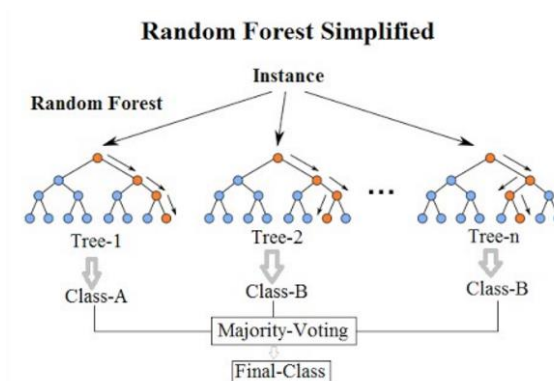 Random Forest Simplified
Instance
Random Forest
...
Tree-1 Tree-2 Tree-n
Class-A Class-B Class-B
Majority-Voting
Final-Class